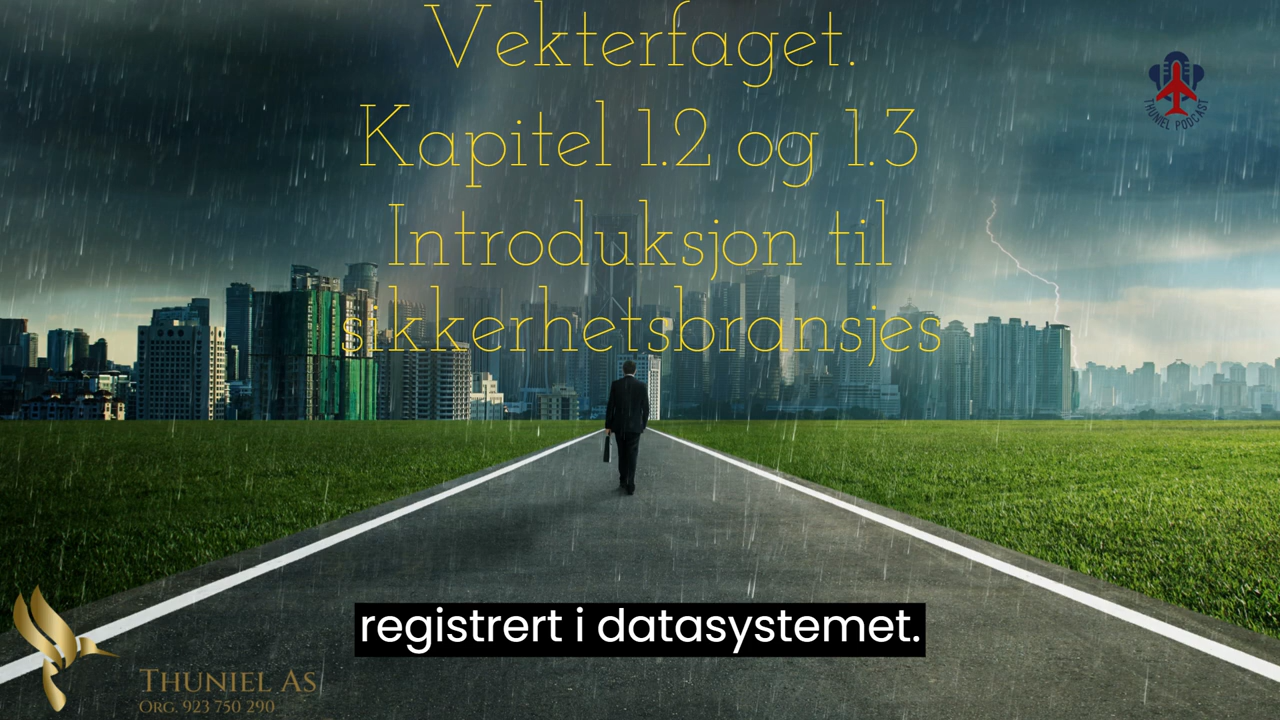 Vekterfaget.
Kapitel 1.2 og 1.3
Introduksjon til
sikkerhetsbransjes
THUNIEL PODCAST
registrert i datasystemet.
THUNIEL AS
ORG. 923 750 290